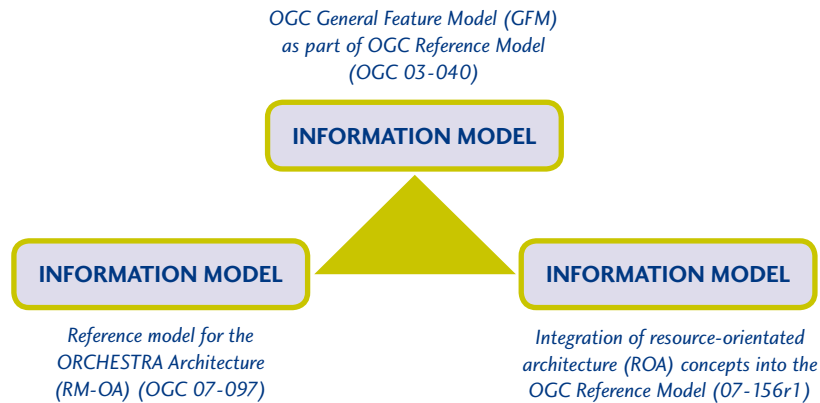 OGC General Feature Model (GFM)
as part of OGC Reference Model
(OGC 03-040)
INFORMATION MODEL
INFORMATION MODEL
INFORMATION MODEL
Reference model for the
ORCHESTRA Architecture
(RM-OA) (OGC 07-097)
Integration of resource-orientated
architecture (ROA) concepts into the
OGC Reference Model (07-156r1)